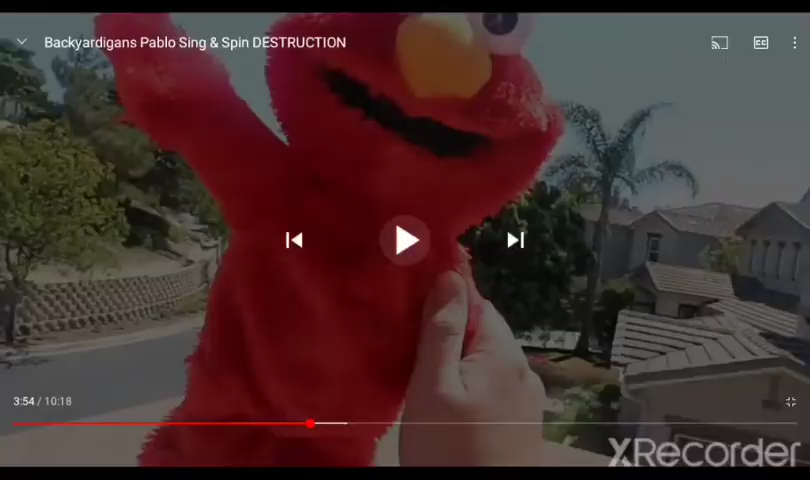 Backyardigans Pablo Sing & Spin DESTRUCTION
CC
3:54 / 10:18
XRecorder